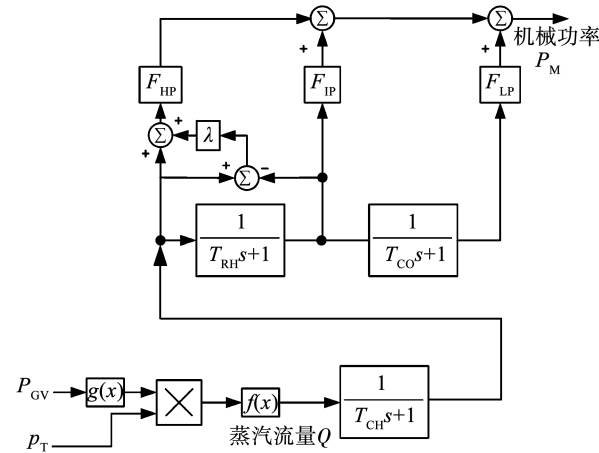 Σ
Σ
机械功率
P_M
+
+
F_HP
F_IP
F_LP
+
Σ
λ
+
+
−
Σ
1
T_RH s+1
1
T_CO s+1
P_GV
g(x)
×
f(x)
1
T_CH s+1
p_T
蒸汽流量Q